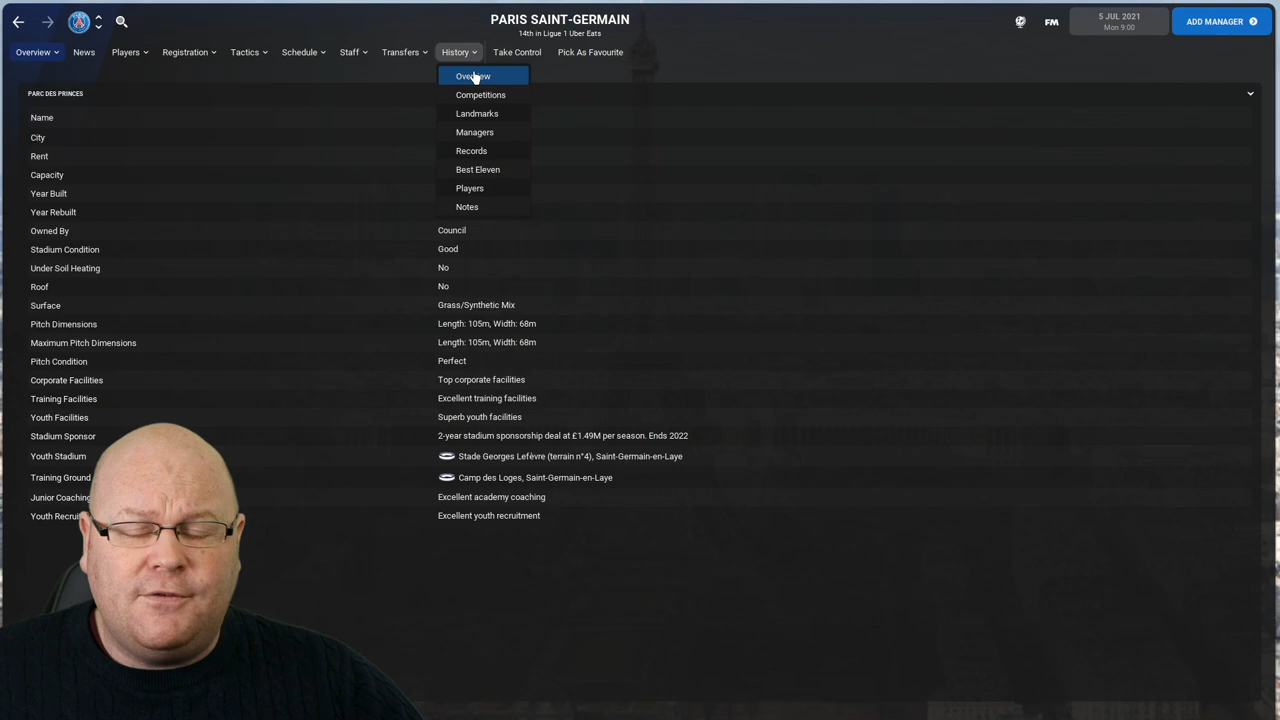 PARIS SAINT-GERMAIN
14th in Ligue 1 Uber Eats
FM
5 JUL 2021
Mon 9:00
ADD MANAGER
Overview News Players Registration Tactics Schedule Staff Transfers History Take Control Pick As Favourite
Overview
Competitions
Landmarks
Managers
Records
Best Eleven
Players
Notes
PARC DES PRINCES
Name
City
Rent
Capacity
Year Built
Year Rebuilt
Owned By Council
Stadium Condition Good
Under Soil Heating No
Roof No
Surface Grass/Synthetic Mix
Pitch Dimensions Length: 105m, Width: 68m
Maximum Pitch Dimensions Length: 105m, Width: 68m
Pitch Condition Perfect
Corporate Facilities Top corporate facilities
Training Facilities Excellent training facilities
Youth Facilities Superb youth facilities
Stadium Sponsor 2-year stadium sponsorship deal at £1.49M per season. Ends 2022
Youth Stadium Stade Georges Lefèvre (terrain n°4), Saint-Germain-en-Laye
Training Ground Camp des Loges, Saint-Germain-en-Laye
Junior Coaching Excellent academy coaching
Youth Excellent youth recruitment